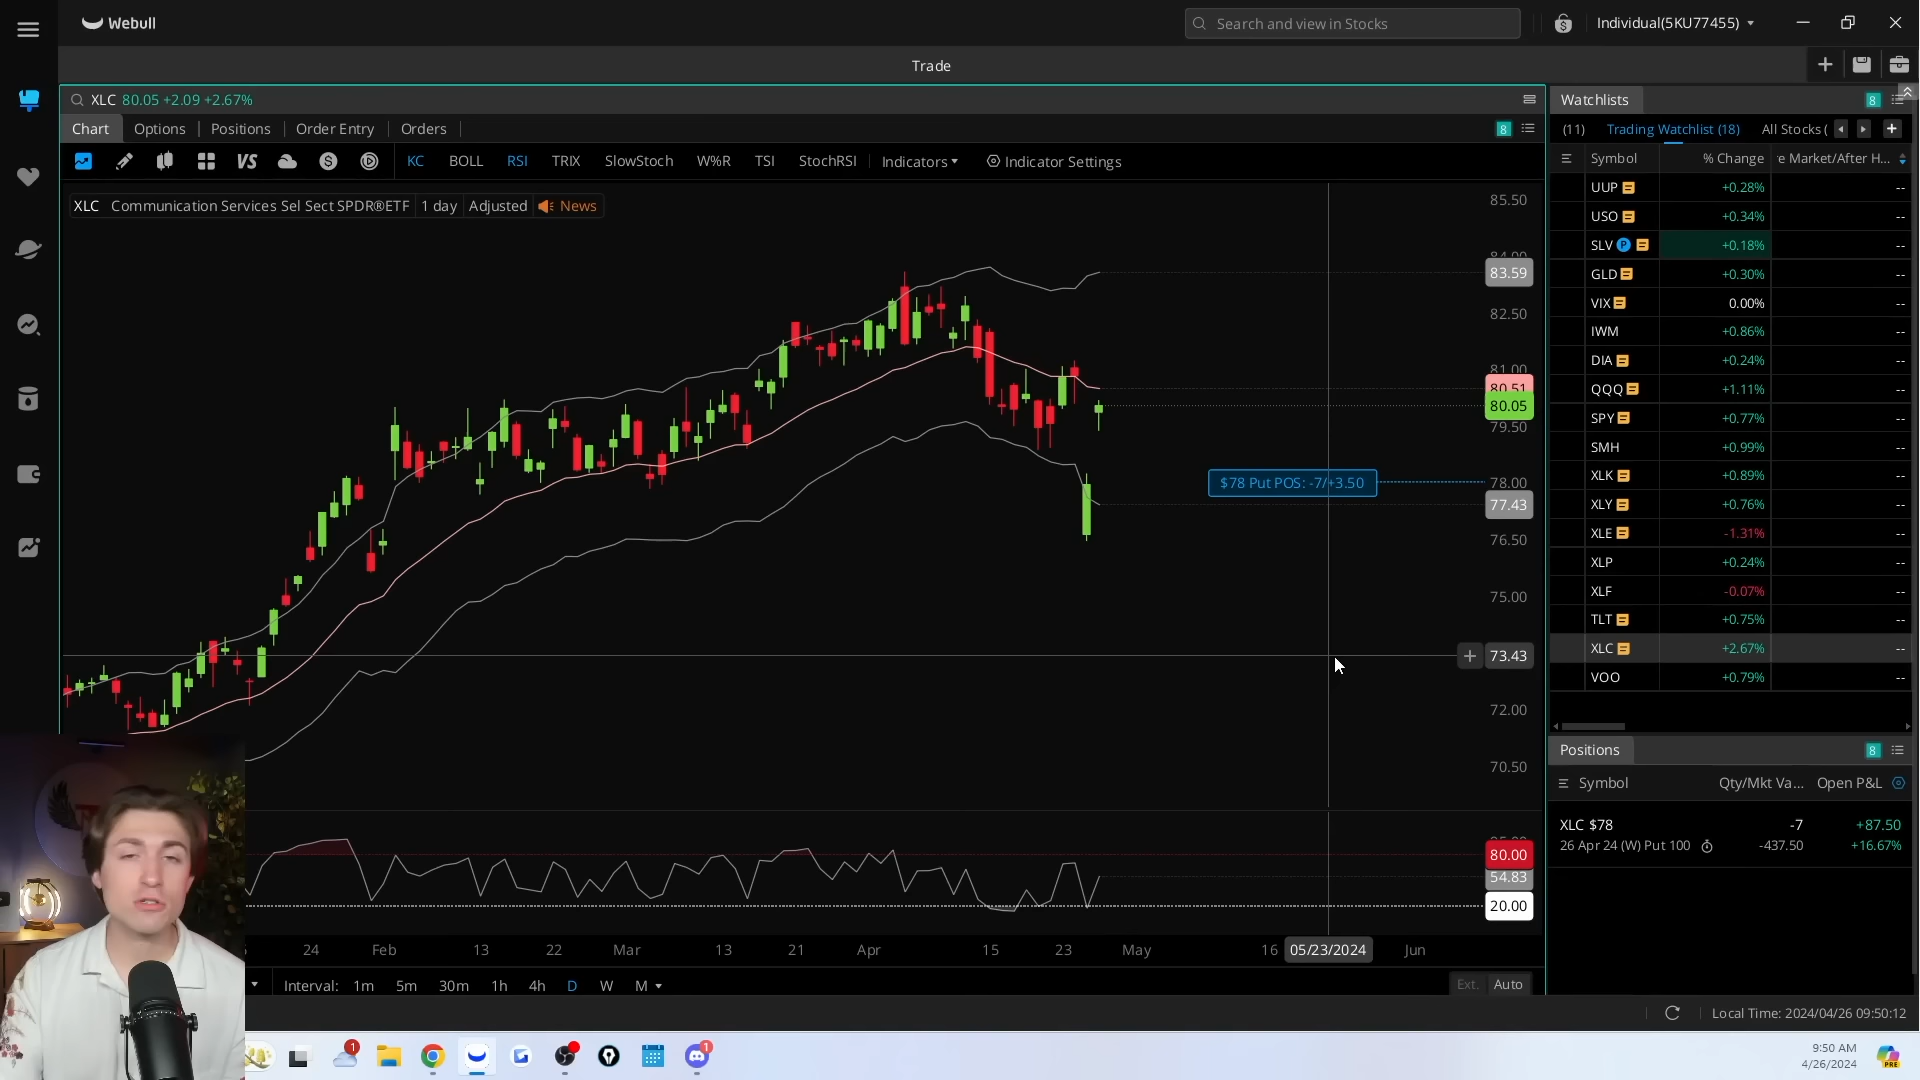 Webull
Search and view in Stocks
Individual(5KU77455)
Trade
XLC 80.05 +2.09 +2.67%
Chart Options Positions Order Entry Orders
8
VS KC BOLL RSI TRIX SlowStoch W%R TSI StochRSI Indicators Indicator Settings
XLC Communication Services Sel Sect SPDR®ETF 1 day Adjusted News
85.50
84.00
83.59
82.50
81.00
80.51
80.05
79.50
$78 Put POS: -7/+3.50
78.00
77.43
76.50
75.00
73.43
72.00
70.50
80.00
54.83
20.00
24 Feb 13 22 Mar 13 21 Apr 15 23 May 16 05/23/2024 Jun
Interval: 1m 5m 30m 1h 4h D W M
Ext. Auto
Watchlists
8
(11) Trading Watchlist (18) All Stocks (
Symbol % Change e Market/After H...
UUP +0.28% --
USO +0.34% --
SLV P +0.18% --
GLD +0.30% --
VIX 0.00% --
IWM +0.86% --
DIA +0.24% --
QQQ +1.11% --
SPY +0.77% --
SMH +0.99% --
XLK +0.89% --
XLY +0.76% --
XLE -1.31% --
XLP +0.24% --
XLF -0.07% --
TLT +0.75% --
XLC +2.67% --
VOO +0.79% --
Positions
8
Symbol Qty/Mkt Va... Open P&L
XLC $78 -7 +87.50
26 Apr 24 (W) Put 100 -437.50 +16.67%
Local Time: 2024/04/26 09:50:12
1
1
9:50 AM
4/26/2024
PRE